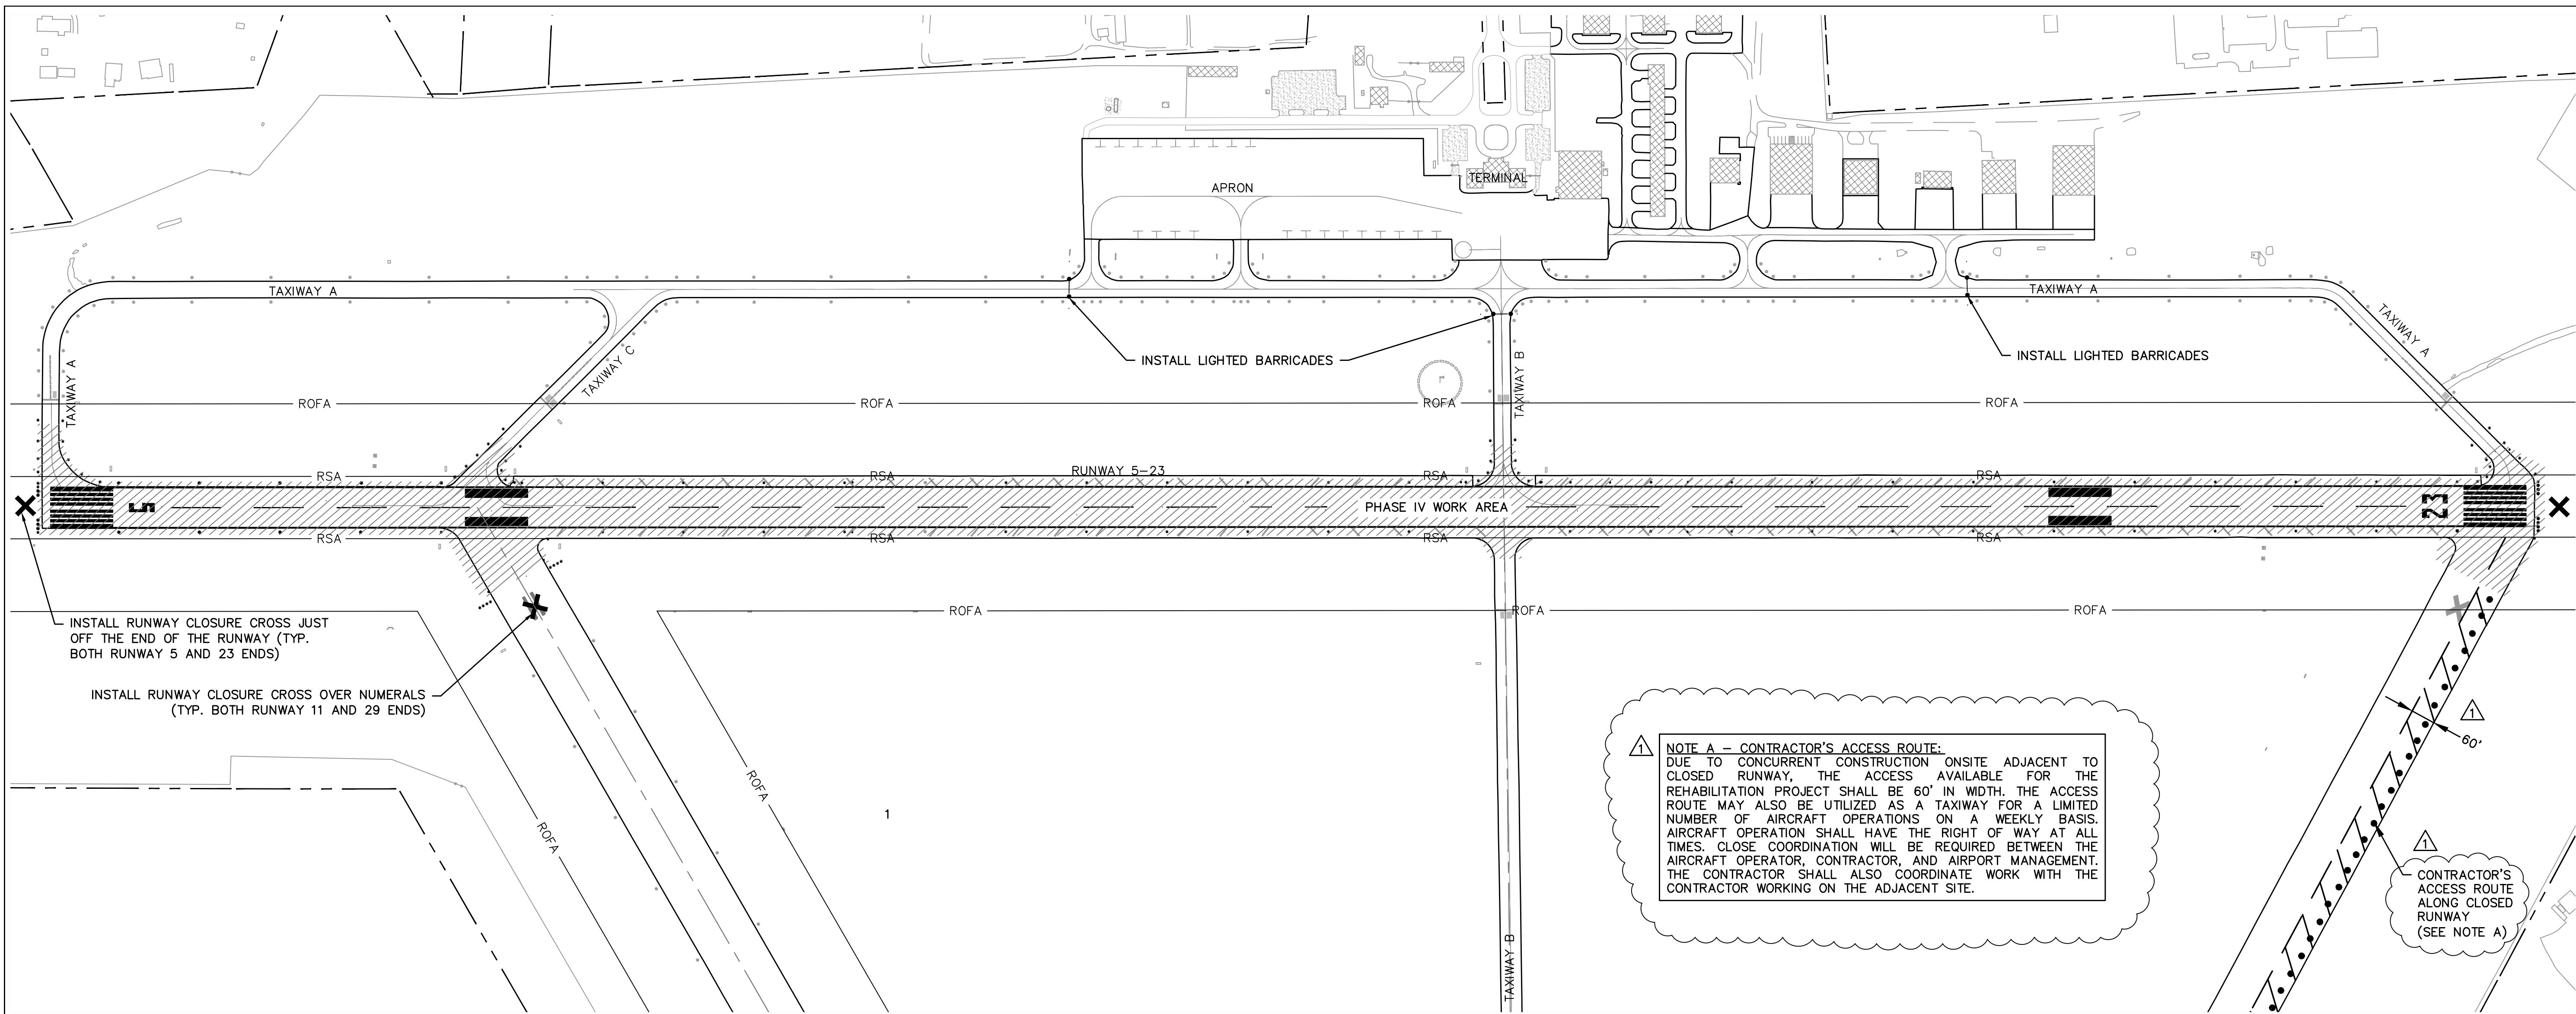 TERMINAL
APRON
TAXIWAY A
TAXIWAY A
TAXIWAY A
TAXIWAY A
TAXIWAY C
TAXIWAY B
INSTALL LIGHTED BARRICADES
INSTALL LIGHTED BARRICADES
ROFA
ROFA
ROFA
ROFA
RUNWAY 5-23
RSA
RSA
RSA
RSA
5
PHASE IV WORK AREA
23
RSA
RSA
RSA
RSA
ROFA
ROFA
ROFA
INSTALL RUNWAY CLOSURE CROSS JUST
OFF THE END OF THE RUNWAY (TYP.
BOTH RUNWAY 5 AND 23 ENDS)
INSTALL RUNWAY CLOSURE CROSS OVER NUMERALS
(TYP. BOTH RUNWAY 11 AND 29 ENDS)
ROFA
ROFA
1
TAXIWAY B
1
NOTE A – CONTRACTOR'S ACCESS ROUTE:
DUE TO CONCURRENT CONSTRUCTION ONSITE ADJACENT TO
CLOSED RUNWAY, THE ACCESS AVAILABLE FOR THE
REHABILITATION PROJECT SHALL BE 60' IN WIDTH. THE ACCESS
ROUTE MAY ALSO BE UTILIZED AS A TAXIWAY FOR A LIMITED
NUMBER OF AIRCRAFT OPERATIONS ON A WEEKLY BASIS.
AIRCRAFT OPERATION SHALL HAVE THE RIGHT OF WAY AT ALL
TIMES. CLOSE COORDINATION WILL BE REQUIRED BETWEEN THE
AIRCRAFT OPERATOR, CONTRACTOR, AND AIRPORT MANAGEMENT.
THE CONTRACTOR SHALL ALSO COORDINATE WORK WITH THE
CONTRACTOR WORKING ON THE ADJACENT SITE.
1
60'
1
CONTRACTOR'S
ACCESS ROUTE
ALONG CLOSED
RUNWAY
(SEE NOTE A)